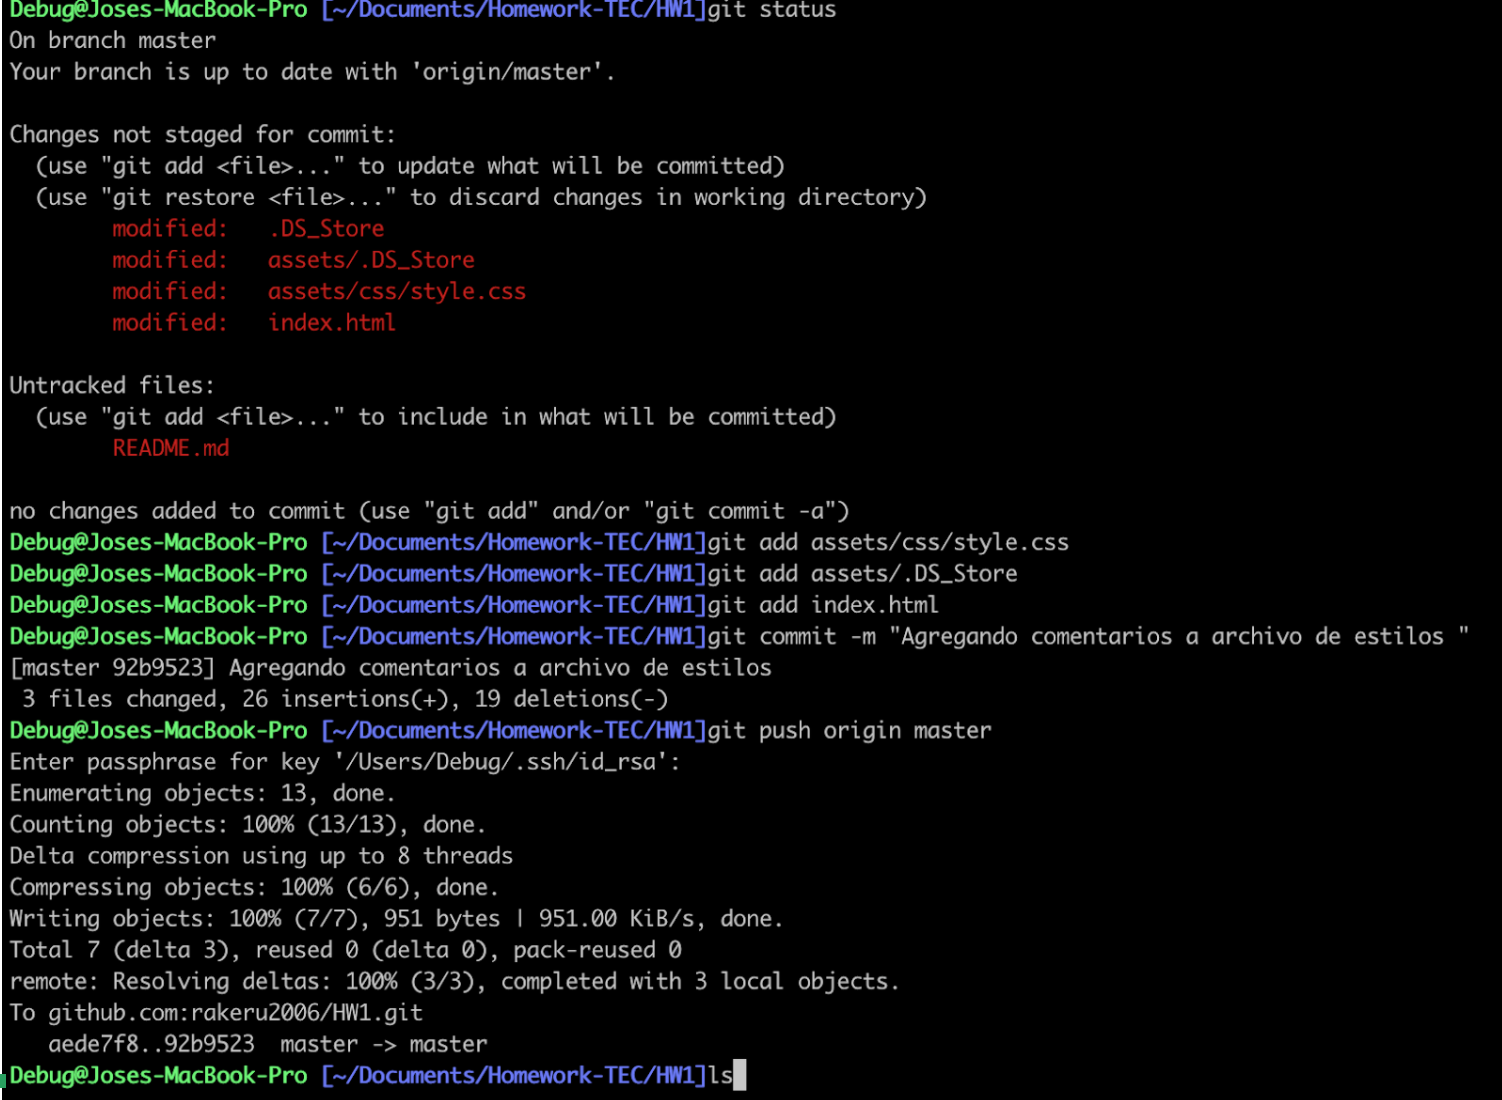 Debug@Joses-MacBook-Pro [~/Documents/Homework-TEC/HW1]git status
On branch master
Your branch is up to date with 'origin/master'.
Changes not staged for commit:
  (use "git add <file>..." to update what will be committed)
  (use "git restore <file>..." to discard changes in working directory)
        modified:   .DS_Store
        modified:   assets/.DS_Store
        modified:   assets/css/style.css
        modified:   index.html
Untracked files:
  (use "git add <file>..." to include in what will be committed)
        README.md
no changes added to commit (use "git add" and/or "git commit -a")
Debug@Joses-MacBook-Pro [~/Documents/Homework-TEC/HW1]git add assets/css/style.css
Debug@Joses-MacBook-Pro [~/Documents/Homework-TEC/HW1]git add assets/.DS_Store
Debug@Joses-MacBook-Pro [~/Documents/Homework-TEC/HW1]git add index.html
Debug@Joses-MacBook-Pro [~/Documents/Homework-TEC/HW1]git commit -m "Agregando comentarios a archivo de estilos "
[master 92b9523] Agregando comentarios a archivo de estilos
 3 files changed, 26 insertions(+), 19 deletions(-)
Debug@Joses-MacBook-Pro [~/Documents/Homework-TEC/HW1]git push origin master
Enter passphrase for key '/Users/Debug/.ssh/id_rsa':
Enumerating objects: 13, done.
Counting objects: 100% (13/13), done.
Delta compression using up to 8 threads
Compressing objects: 100% (6/6), done.
Writing objects: 100% (7/7), 951 bytes | 951.00 KiB/s, done.
Total 7 (delta 3), reused 0 (delta 0), pack-reused 0
remote: Resolving deltas: 100% (3/3), completed with 3 local objects.
To github.com:rakeru2006/HW1.git
   aede7f8..92b9523  master -> master
Debug@Joses-MacBook-Pro [~/Documents/Homework-TEC/HW1]ls